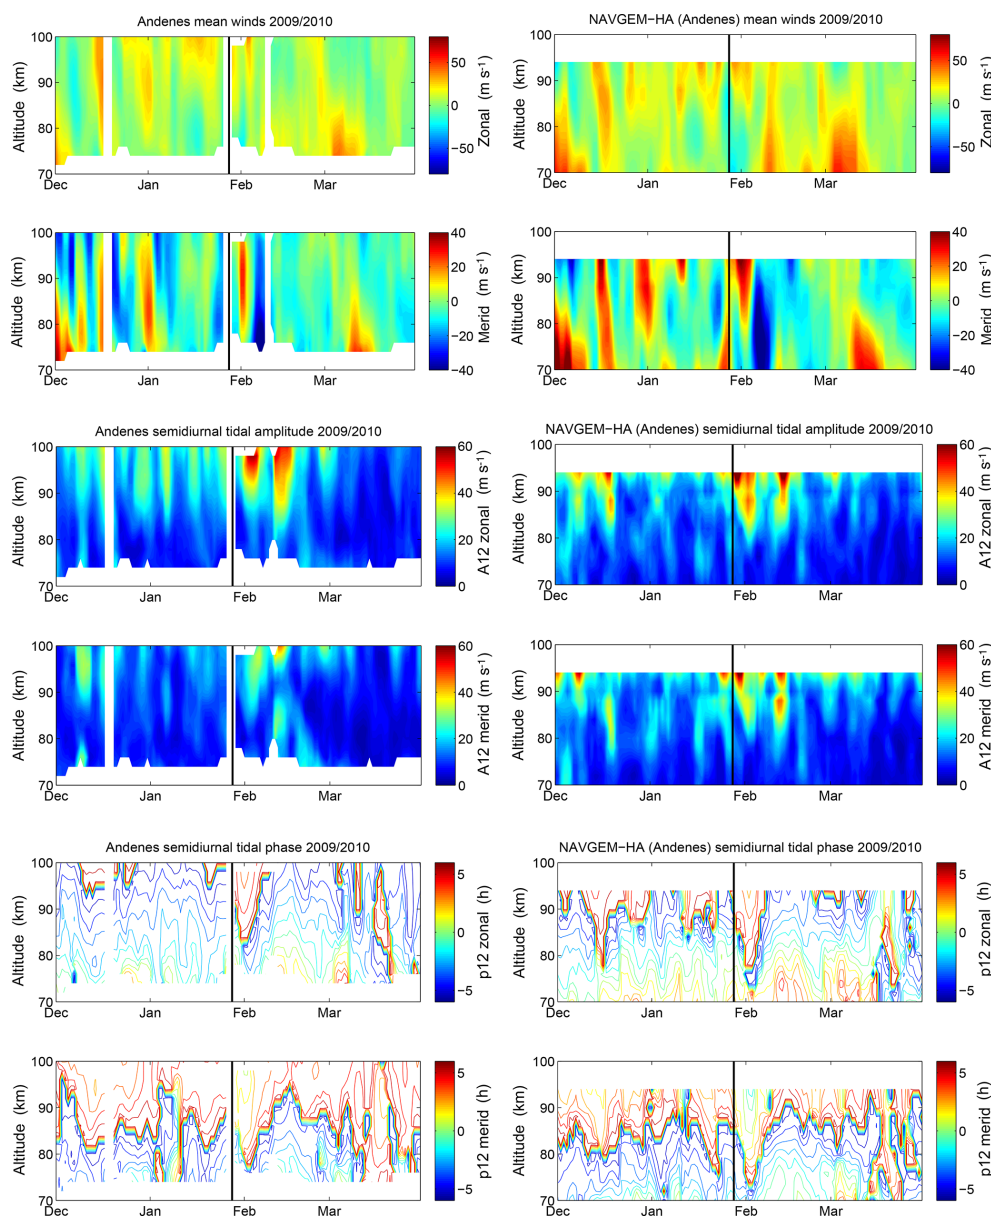 Andenes mean winds 2009/2010
100
90
80
70
Altitude (km)
Dec Jan Feb Mar
50
0
−50
Zonal (m s⁻¹)
NAVGEM−HA (Andenes) mean winds 2009/2010
100
90
80
70
Altitude (km)
Dec Jan Feb Mar
50
0
−50
Zonal (m s⁻¹)
100
90
80
70
Altitude (km)
Dec Jan Feb Mar
40
20
0
−20
−40
Merid (m s⁻¹)
100
90
80
70
Altitude (km)
Dec Jan Feb Mar
40
20
0
−20
−40
Merid (m s⁻¹)
Andenes semidiurnal tidal amplitude 2009/2010
100
90
80
70
Altitude (km)
Dec Jan Feb Mar
60
40
20
0
A12 zonal (m s⁻¹)
NAVGEM−HA (Andenes) semidiurnal tidal amplitude 2009/2010
100
90
80
70
Altitude (km)
Dec Jan Feb Mar
60
40
20
0
A12 zonal (m s⁻¹)
100
90
80
70
Altitude (km)
Dec Jan Feb Mar
60
40
20
0
A12 merid (m s⁻¹)
100
90
80
70
Altitude (km)
Dec Jan Feb Mar
60
40
20
0
A12 merid (m s⁻¹)
Andenes semidiurnal tidal phase 2009/2010
100
90
80
70
Altitude (km)
Dec Jan Feb Mar
5
0
−5
p12 zonal (h)
NAVGEM−HA (Andenes) semidiurnal tidal phase 2009/2010
100
90
80
70
Altitude (km)
Dec Jan Feb Mar
5
0
−5
p12 zonal (h)
100
90
80
70
Altitude (km)
Dec Jan Feb Mar
5
0
−5
p12 merid (h)
100
90
80
70
Altitude (km)
Dec Jan Feb Mar
5
0
−5
p12 merid (h)